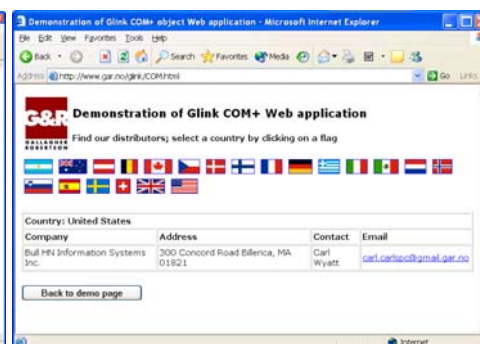 Demonstration of Glink COM+ object Web application - Microsoft Internet Explorer
File Edit View Favorites Tools Help
Back Search Favorites Media
Address http://www.gar.no/glink/COM.html Go Links
G&R Demonstration of Glink COM+ Web application
GALLAGHER
ROBERTSON
Find our distributors; select a country by clicking on a flag
Country: United States
Company Address Contact Email
Bull HN Information Systems Inc. 300 Concord Road Billerica, MA 01821 Carl Wyatt
Back to demo page
Internet